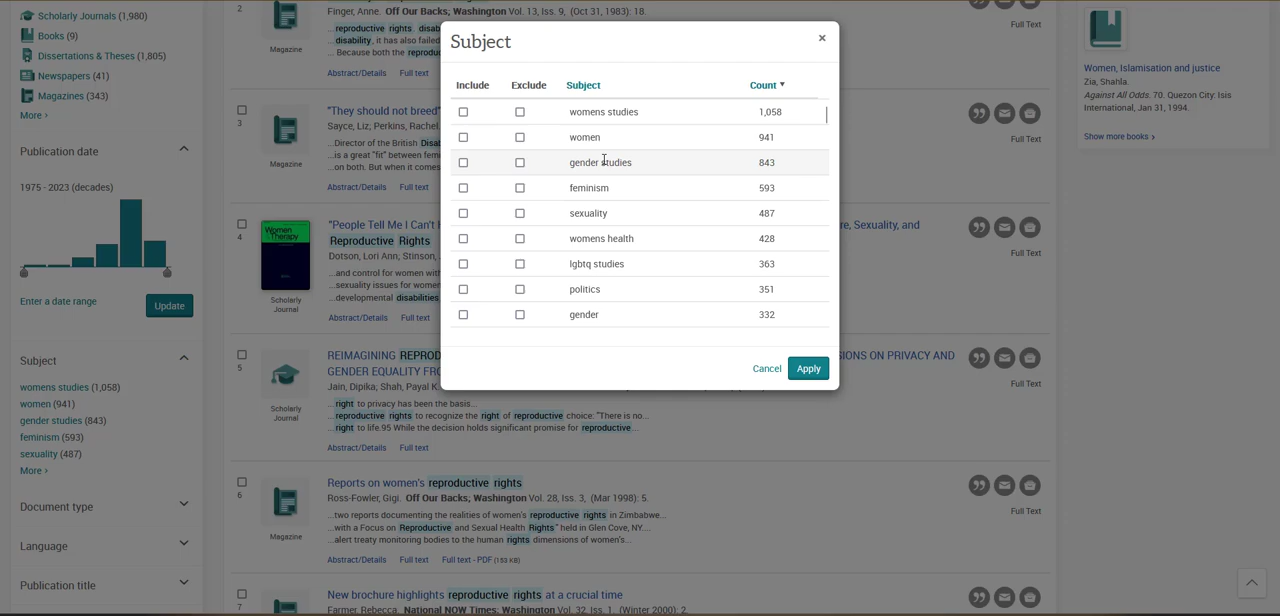 Scholarly Journals (1,980)
Books (9)
Dissertations & Theses (1,805)
Newspapers (41)
Magazines (343)
More >
Publication date
1975 - 2023 (decades)
Enter a date range
Update
Subject
womens studies (1,058)
women (941)
gender studies (843)
feminism (593)
sexuality (487)
More >
Document type
Language
Publication title
2
Magazine
Finger, Anne. Off Our Backs; Washington Vol. 13, Iss. 9, (Oct 31, 1983): 18.
...reproductive rights, disab
disability, it has also failed
... Because both the reprodu
Abstract/Details Full text
Full Text
3
Magazine
"They should not breed"
Sayce, Liz, Perkins, Rachel.
...Director of the British Disa
...is a great "fit" between fem
...on both. But when it comes
Abstract/Details Full text
Full Text
4
Women & Therapy
Scholarly
Journal
"People Tell Me I Can't H
re, Sexuality, and
Reproductive Rights
Dotson, Lori Ann; Stinson,
...and control for women with
...sexuality issues for women
...developmental disabilities
Abstract/Details Full text
Full Text
5
Scholarly
Journal
REIMAGINING REPROD
IONS ON PRIVACY AND
GENDER EQUALITY FRO
Jain, Dipika; Shah, Payal K.
...right to privacy has been the basis...
...reproductive rights to recognize the right of reproductive choice: "There is no...
...right to life.95 While the decision holds significant promise for reproductive...
Abstract/Details Full text
Full Text
6
Magazine
Reports on women's reproductive rights
Ross-Fowler, Gigi. Off Our Backs; Washington Vol. 28, Iss. 3, (Mar 1998): 5.
...two reports documenting the realities of women's reproductive rights in Zimbabwe...
...with a Focus on Reproductive and Sexual Health Rights" held in Glen Cove, NY....
...alert treaty monitoring bodies to the human rights dimensions of women's...
Abstract/Details Full text Full text - PDF (153 KB)
Full Text
7
New brochure highlights reproductive rights at a crucial time
Farmer, Rebecca. National NOW Times; Washington Vol. 32, Iss. 1, (Winter 2000): 2.
Subject
×
Include Exclude Subject Count
womens studies 1,058
women 941
gender studies 843
feminism 593
sexuality 487
womens health 428
lgbtq studies 363
politics 351
gender 332
Cancel Apply
Women, Islamisation and justice
Zia, Shahla.
Against All Odds. 70. Quezon City: Isis
International, Jan 31, 1994.
Show more books >